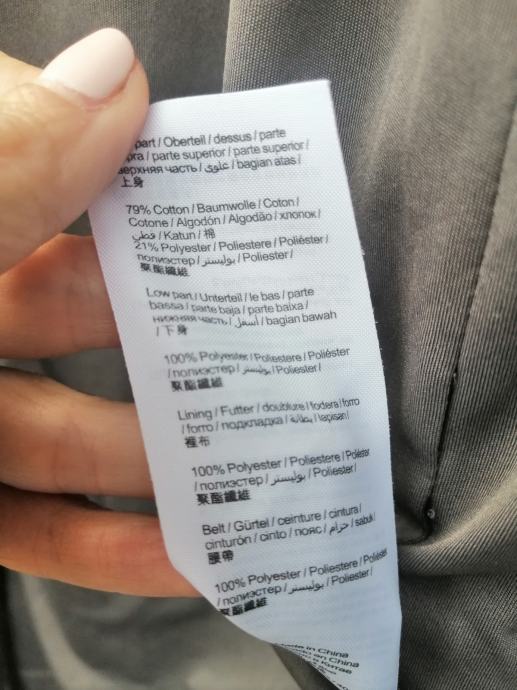 part / Oberteil / dessus / parte
pra / parte superior / parte superior /
верхняя часть / علوي / bagian atas /
上身
79% Cotton / Baumwolle / Coton /
Cotone / Algodón / Algodão / хлопок /
قطن / Katun / 棉
21% Polyester / Poliestere / Poliéster /
полиэстер / بوليستر / Poliester /
聚酯纖維
Low part / Unterteil / le bas / parte
bassa / parte baja / parte baixa /
нижняя часть / أسفل / bagian bawah
/ 下身
100% Polyester / Poliestere / Poliéster
/ полиэстер / بوليستر / Poliester /
聚酯纖維
Lining / Futter / doublure / fodera / forro
/ forro / подкладка / بطانة / lapisan /
裡布
100% Polyester / Poliestere / Poliéster
/ полиэстер / بوليستر / Poliester /
聚酯纖維
Belt / Gürtel / ceinture / cintura /
cinturón / cinto / пояс / حزام / sabuk /
腰帶
100% Polyester / Poliestere / Poliéster
/ полиэстер / بوليستر / Poliester /
聚酯纖維
Made in China
en China
в Китае